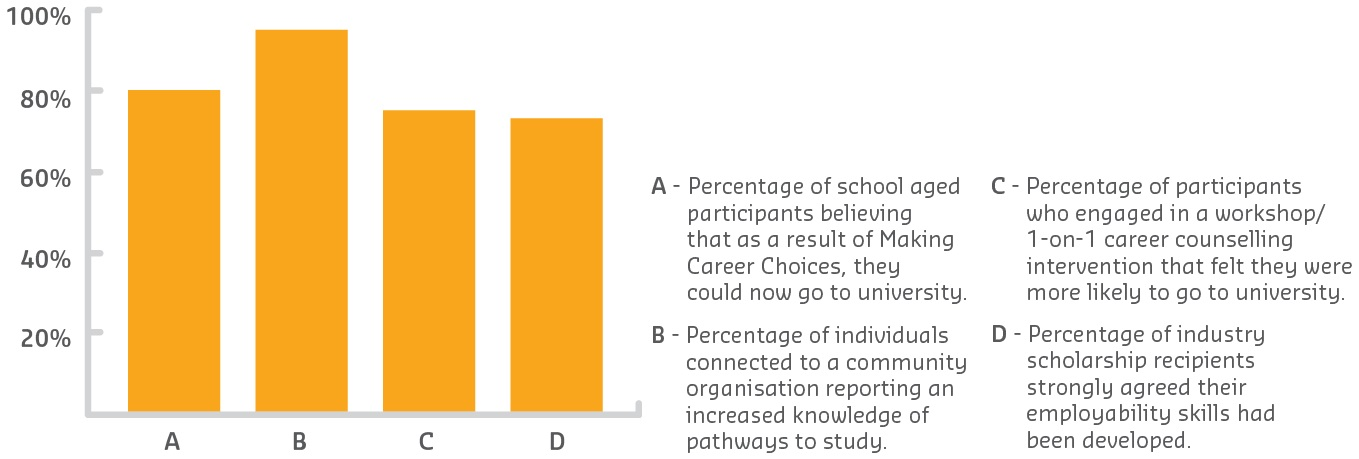 100%
80%
60%
40%
20%
A
B
C
D
A - Percentage of school aged
participants believing
that as a result of Making
Career Choices, they
could now go to university.
B - Percentage of individuals
connected to a community
organisation reporting an
increased knowledge of
pathways to study.
C - Percentage of participants
who engaged in a workshop/
1-on-1 career counselling
intervention that felt they were
more likely to go to university.
D - Percentage of industry
scholarship recipients
strongly agreed their
employability skills had
been developed.